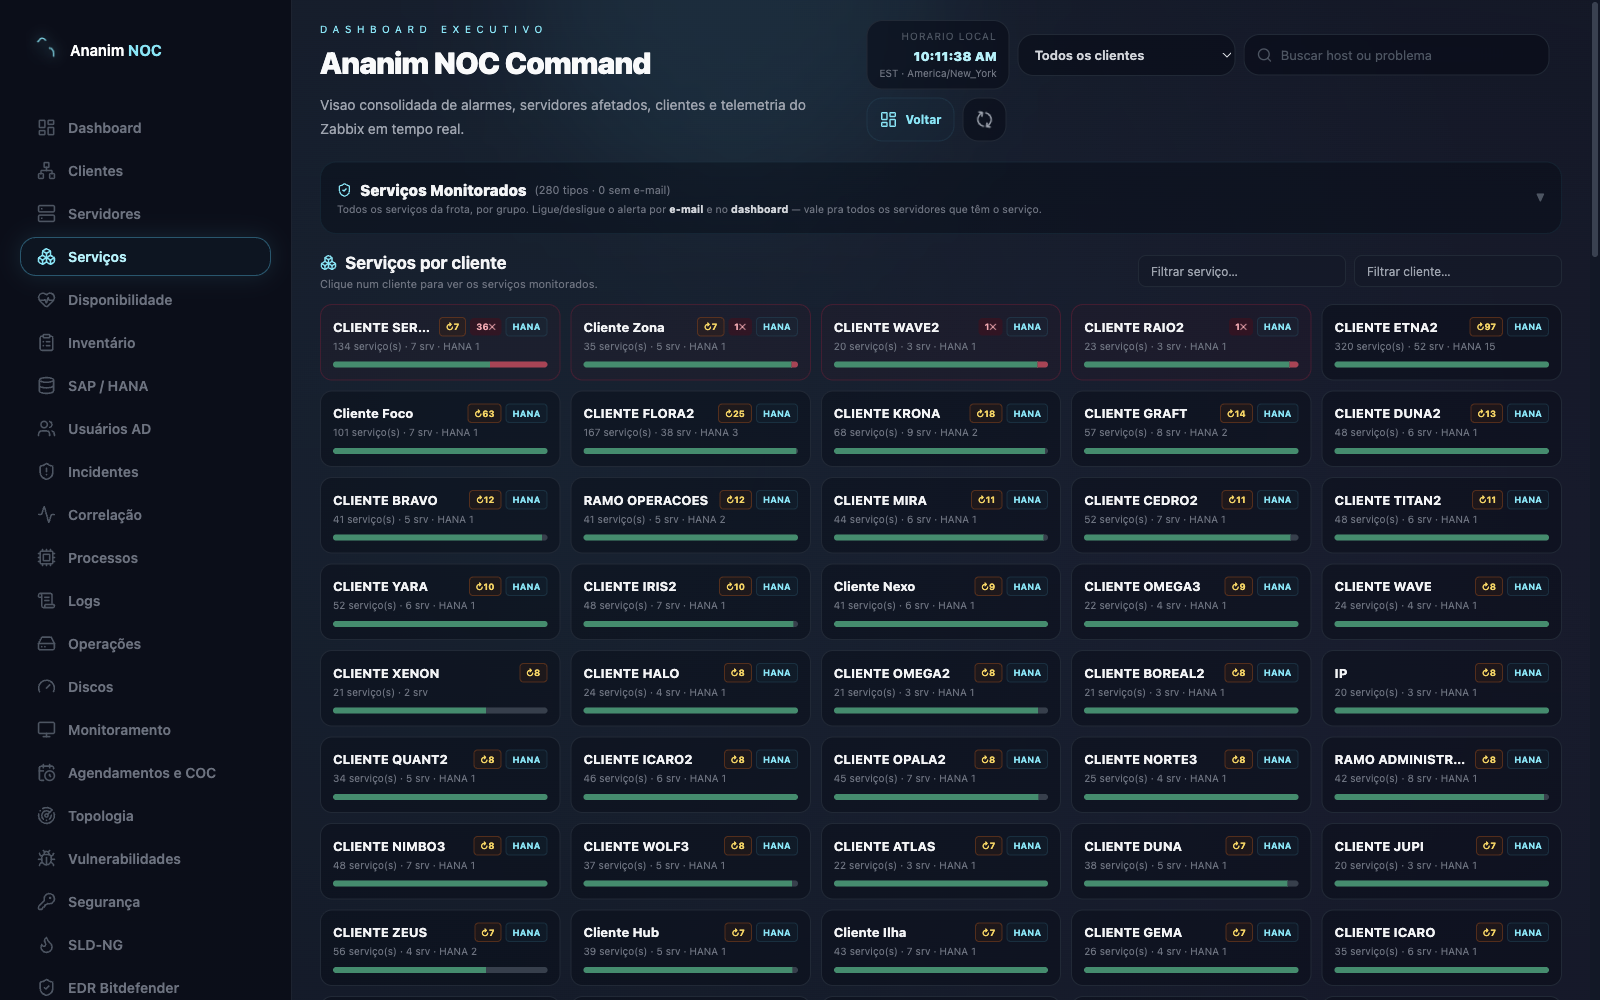 Ananim NOC
Dashboard
Clientes
Servidores
Serviços
Disponibilidade
Inventário
SAP / HANA
Usuários AD
Incidentes
Correlação
Processos
Logs
Operações
Discos
Monitoramento
Agendamentos e COC
Topologia
Vulnerabilidades
Segurança
SLD-NG
EDR Bitdefender
DASHBOARD EXECUTIVO
Ananim NOC Command
Visao consolidada de alarmes, servidores afetados, clientes e telemetria do
Zabbix em tempo real.
HORARIO LOCAL
10:11:38 AM
EST · America/New_York
Todos os clientes
Buscar host ou problema
Voltar
Serviços Monitorados (280 tipos · 0 sem e-mail)
Todos os serviços da frota, por grupo. Ligue/desligue o alerta por e-mail e no dashboard — vale pra todos os servidores que têm o serviço.
Serviços por cliente
Clique num cliente para ver os serviços monitorados.
Filtrar serviço...
Filtrar cliente...
CLIENTE SER... ↻7 36× HANA
134 serviço(s) · 7 srv · HANA 1
Cliente Zona ↻7 1× HANA
35 serviço(s) · 5 srv · HANA 1
CLIENTE WAVE2 1× HANA
20 serviço(s) · 3 srv · HANA 1
CLIENTE RAIO2 1× HANA
23 serviço(s) · 3 srv · HANA 1
CLIENTE ETNA2 ↻97 HANA
320 serviço(s) · 52 srv · HANA 15
Cliente Foco ↻63 HANA
101 serviço(s) · 7 srv · HANA 1
CLIENTE FLORA2 ↻25 HANA
167 serviço(s) · 38 srv · HANA 3
CLIENTE KRONA ↻18 HANA
68 serviço(s) · 9 srv · HANA 2
CLIENTE GRAFT ↻14 HANA
57 serviço(s) · 8 srv · HANA 2
CLIENTE DUNA2 ↻13 HANA
48 serviço(s) · 6 srv · HANA 1
CLIENTE BRAVO ↻12 HANA
41 serviço(s) · 5 srv · HANA 1
RAMO OPERACOES ↻12 HANA
41 serviço(s) · 5 srv · HANA 2
CLIENTE MIRA ↻11 HANA
44 serviço(s) · 6 srv · HANA 1
CLIENTE CEDRO2 ↻11 HANA
52 serviço(s) · 7 srv · HANA 1
CLIENTE TITAN2 ↻11 HANA
48 serviço(s) · 6 srv · HANA 1
CLIENTE YARA ↻10 HANA
52 serviço(s) · 6 srv · HANA 1
CLIENTE IRIS2 ↻10 HANA
48 serviço(s) · 7 srv · HANA 1
Cliente Nexo ↻9 HANA
41 serviço(s) · 6 srv · HANA 1
CLIENTE OMEGA3 ↻9 HANA
22 serviço(s) · 4 srv · HANA 1
CLIENTE WAVE ↻8 HANA
24 serviço(s) · 4 srv · HANA 1
CLIENTE XENON ↻8
21 serviço(s) · 2 srv
CLIENTE HALO ↻8 HANA
24 serviço(s) · 4 srv · HANA 1
CLIENTE OMEGA2 ↻8 HANA
21 serviço(s) · 3 srv · HANA 1
CLIENTE BOREAL2 ↻8 HANA
21 serviço(s) · 3 srv · HANA 1
IP ↻8 HANA
20 serviço(s) · 3 srv · HANA 1
CLIENTE QUANT2 ↻8 HANA
34 serviço(s) · 5 srv · HANA 1
CLIENTE ICARO2 ↻8 HANA
46 serviço(s) · 6 srv · HANA 1
CLIENTE OPALA2 ↻8 HANA
45 serviço(s) · 7 srv · HANA 1
CLIENTE NORTE3 ↻8 HANA
25 serviço(s) · 4 srv · HANA 1
RAMO ADMINISTR... ↻8 HANA
42 serviço(s) · 8 srv · HANA 1
CLIENTE NIMBO3 ↻8 HANA
48 serviço(s) · 7 srv · HANA 1
CLIENTE WOLF3 ↻8 HANA
37 serviço(s) · 5 srv · HANA 1
CLIENTE ATLAS ↻7 HANA
22 serviço(s) · 3 srv · HANA 1
CLIENTE DUNA ↻7 HANA
38 serviço(s) · 5 srv · HANA 1
CLIENTE JUPI ↻7 HANA
20 serviço(s) · 3 srv · HANA 1
CLIENTE ZEUS ↻7 HANA
56 serviço(s) · 4 srv · HANA 2
Cliente Hub ↻7 HANA
39 serviço(s) · 5 srv · HANA 1
Cliente Ilha ↻7 HANA
43 serviço(s) · 7 srv · HANA 1
CLIENTE GEMA ↻7 HANA
26 serviço(s) · 4 srv · HANA 1
CLIENTE ICARO ↻7 HANA
35 serviço(s) · 6 srv · HANA 1